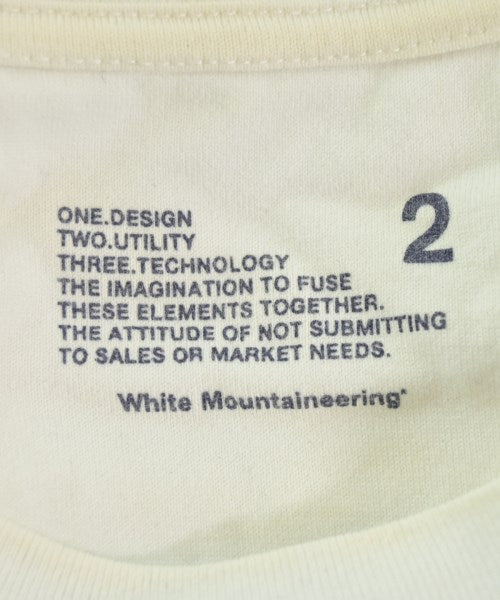 2
ONE.DESIGN
TWO.UTILITY
THREE.TECHNOLOGY
THE IMAGINATION TO FUSE
THESE ELEMENTS TOGETHER.
THE ATTITUDE OF NOT SUBMITTING
TO SALES OR MARKET NEEDS.
White Mountaineering®